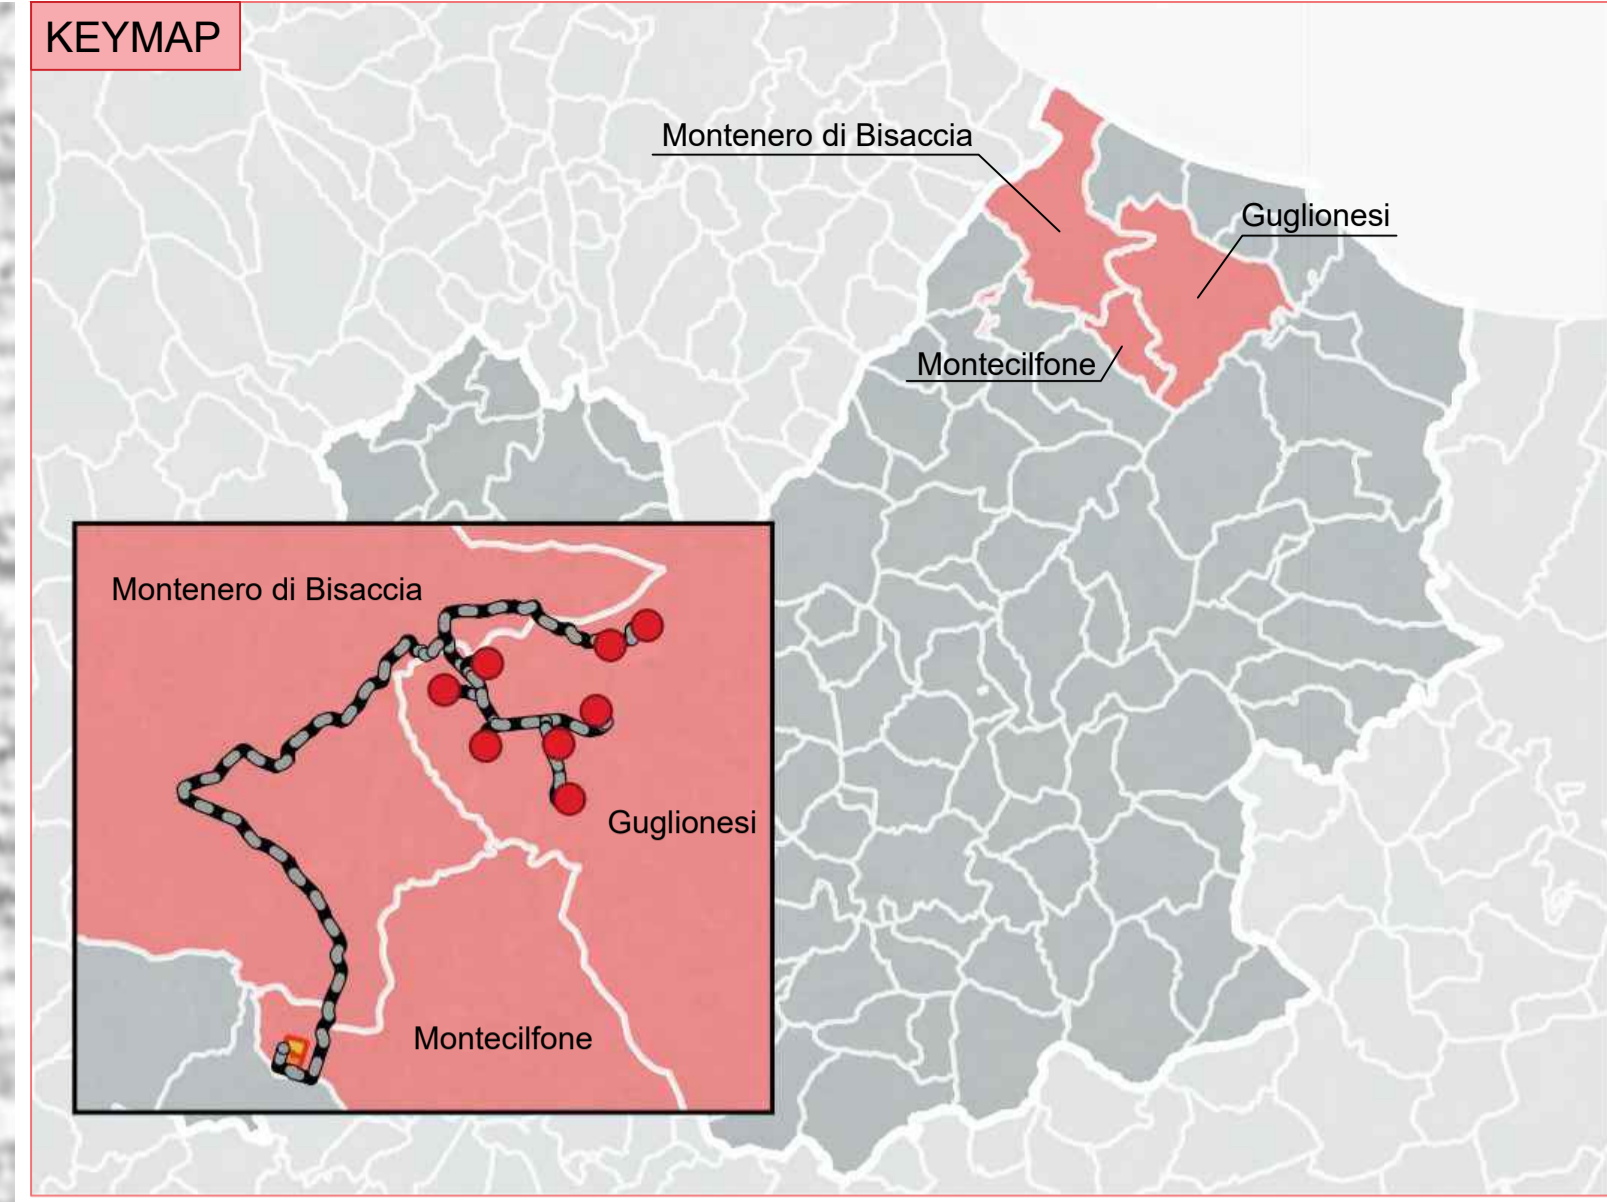 KEYMAP
Montenero di Bisaccia
Guglionesi
Montecilfone
Montenero di Bisaccia
Guglionesi
Montecilfone